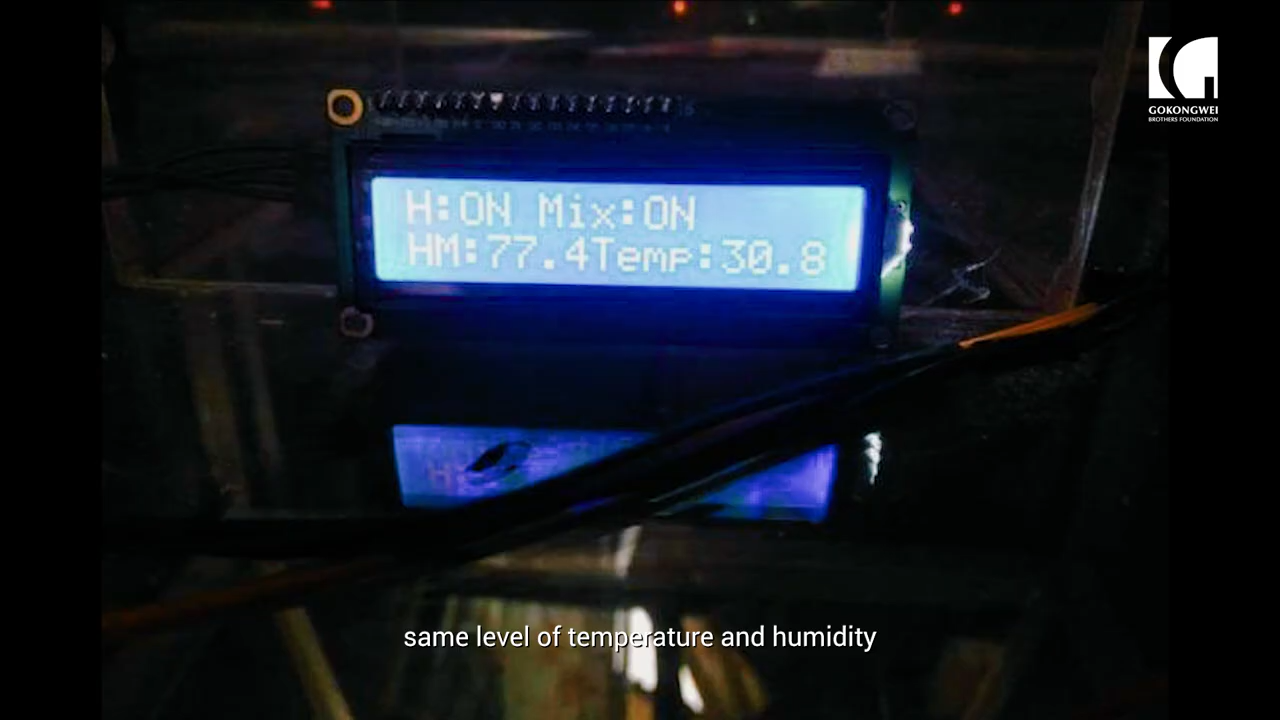 GOKONGWEI
BROTHERS FOUNDATION
H:ON Mix:ON
HM:77.4Temp:30.8
same level of temperature and humidity